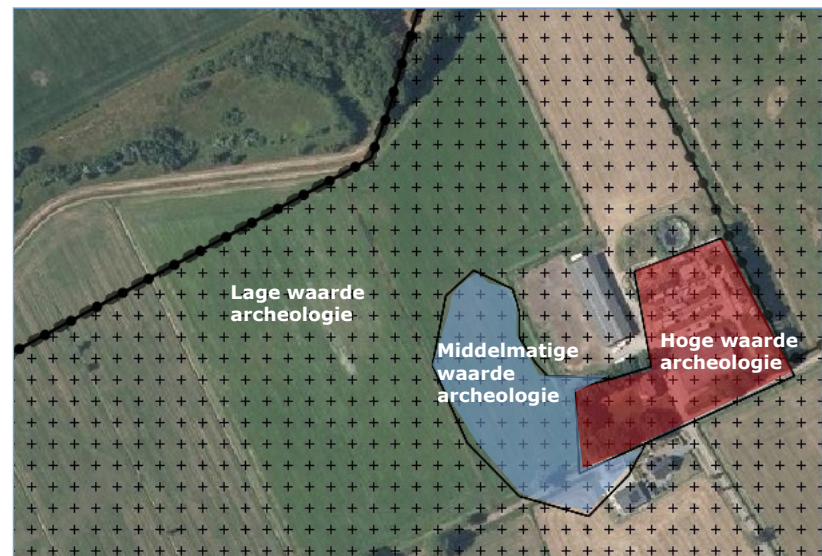 Lage waarde
archeologie
Middelmatige
waarde
archeologie
Hoge waarde
archeologie